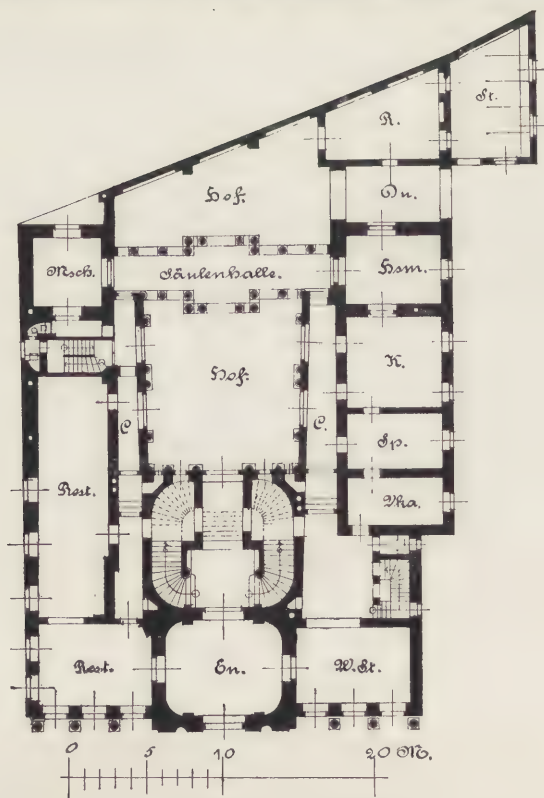 St.
R.
Hof.
Du.
Säulenhalle.
Msch.
Hsm.
Hof.
K.
C.
C.
Sp.
Rest.
Vka.
Rest.
En.
W.St.
0 5 10 20 M.